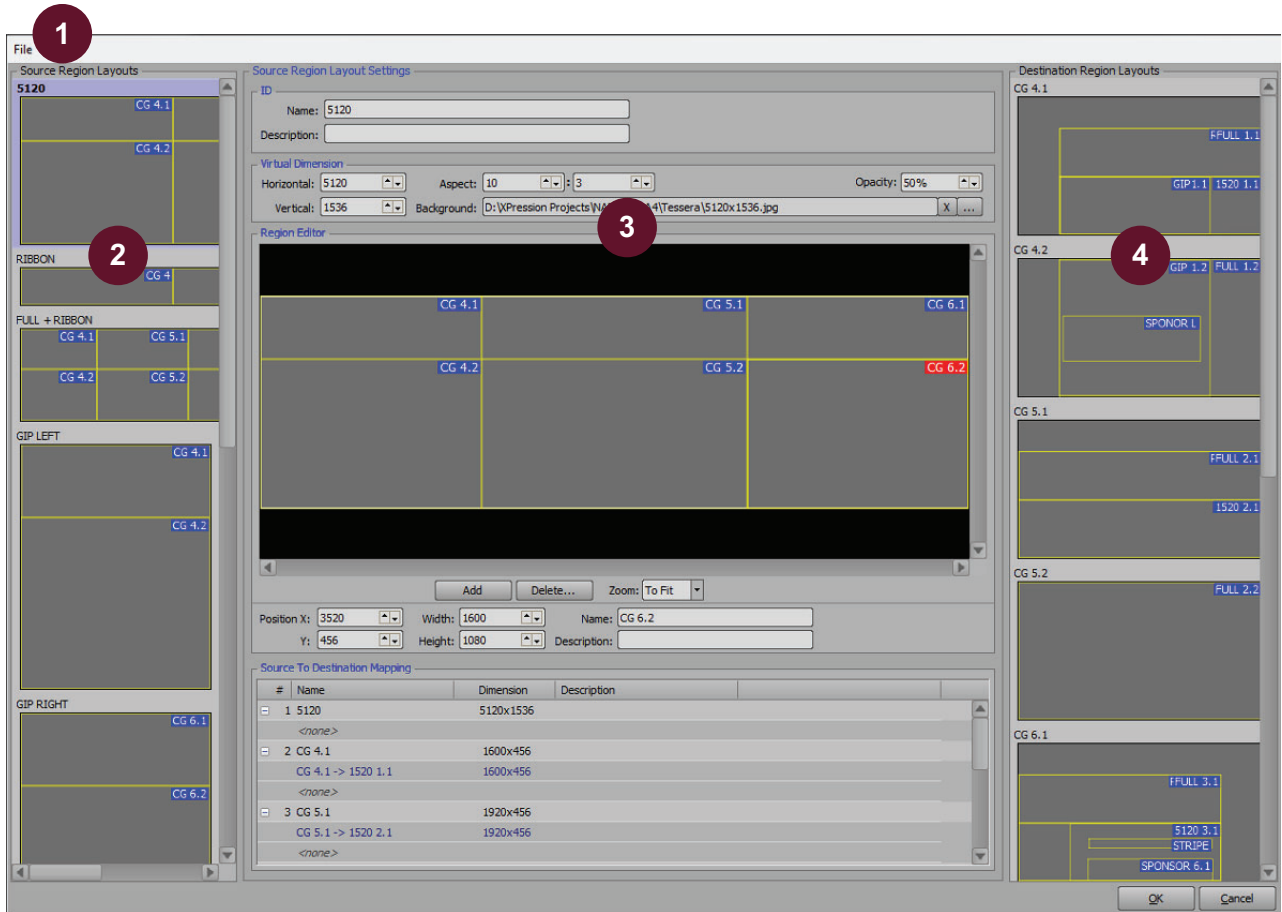 1
File
Source Region Layouts
5120
CG 4.1
CG 4.2
2
RIBBON
CG 4
FULL + RIBBON
CG 4.1 CG 5.1
CG 4.2 CG 5.2
GIP LEFT
CG 4.1
CG 4.2
GIP RIGHT
CG 6.1
CG 6.2
Source Region Layout Settings
ID
Name: 5120
Description:
Virtual Dimension
Horizontal: 5120 Aspect: 10 : 3 Opacity: 50%
Vertical: 1536 Background: D:\XPression Projects\NA A4\Tessera\5120x1536.jpg X ...
3
Region Editor
CG 4.1 CG 5.1 CG 6.1
CG 4.2 CG 5.2 CG 6.2
Add Delete... Zoom: To Fit
Position X: 3520 Width: 1600 Name: CG 6.2
Y: 456 Height: 1080 Description:
Source To Destination Mapping
# Name Dimension Description
1 5120 5120x1536
<none>
2 CG 4.1 1600x456
CG 4.1 -> 1520 1.1 1600x456
<none>
3 CG 5.1 1920x456
CG 5.1 -> 1520 2.1 1920x456
<none>
Destination Region Layouts
CG 4.1
FFULL 1.1
GIP1.1 1520 1.1
CG 4.2
4
GIP 1.2 FULL 1.2
SPONOR L
CG 5.1
FFULL 2.1
1520 2.1
CG 5.2
FULL 2.2
CG 6.1
FFULL 3.1
5120 3.1
STRIPE
SPONSOR 6.1
OK Cancel